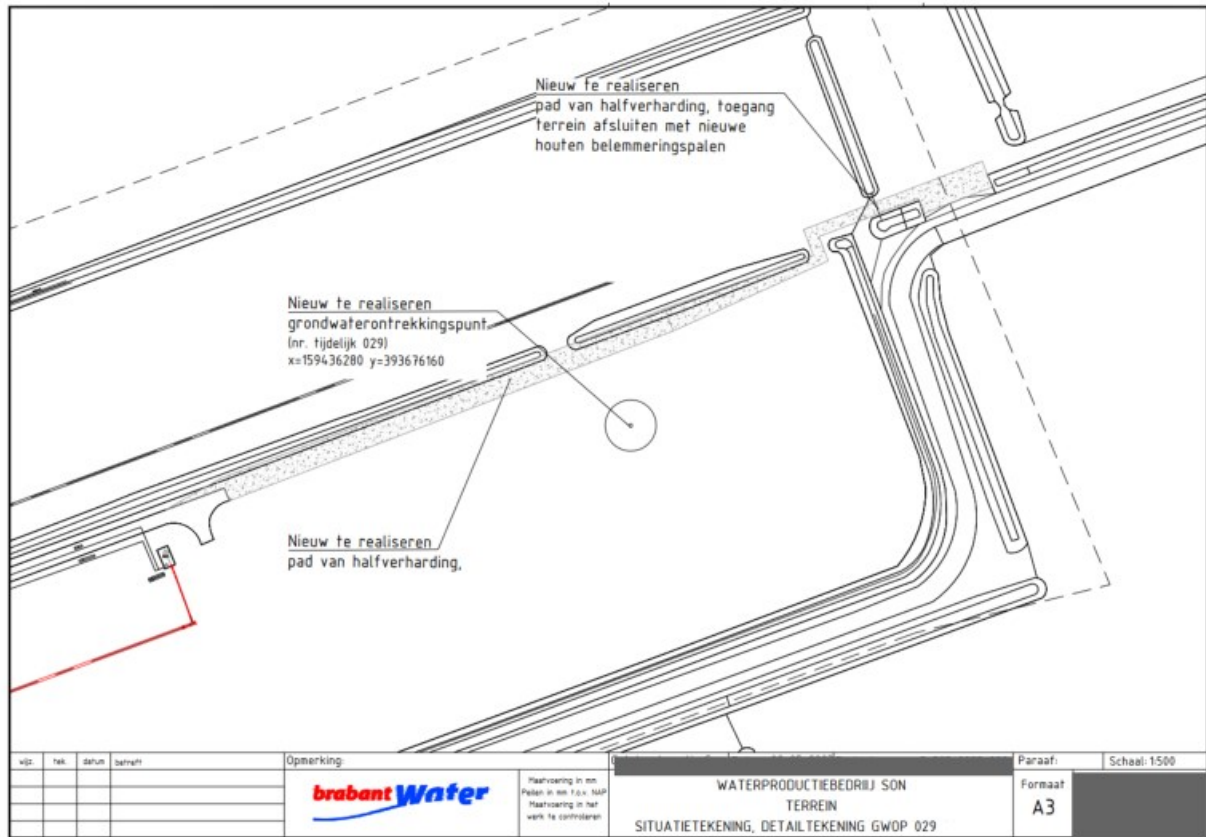 Nieuw te realiseren
pad van halfverharding, toegang
terrein afsluiten met nieuwe
houten belemmeringspalen
Nieuw te realiseren
grondwaterontrekkingspunt
(nr. tijdelijk 029)
x=159436280 y=393676160
Nieuw te realiseren
pad van halfverharding,
wijz. tek. datum betreft
Opmerking:
brabant Water
Maatvoering in mm
Peilen in mm t.o.v. NAP
Maatvoering in het
werk te controleren
WATERPRODUCTIEBEDRIJJ SON
TERREIN
SITUATIETEKENING, DETAILTEKENING GWOP 029
Paraaf:
Schaal: 1:500
Formaat
A3